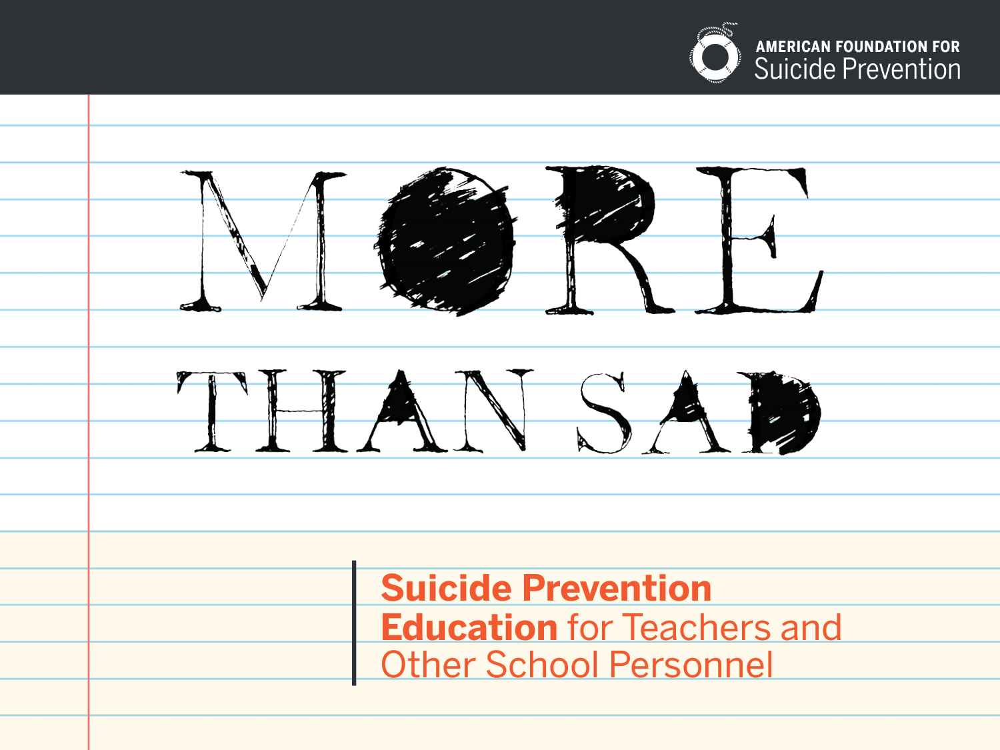 AMERICAN FOUNDATION FOR
Suicide Prevention
MORE
THAN SAD
Suicide Prevention
Education for Teachers and
Other School Personnel